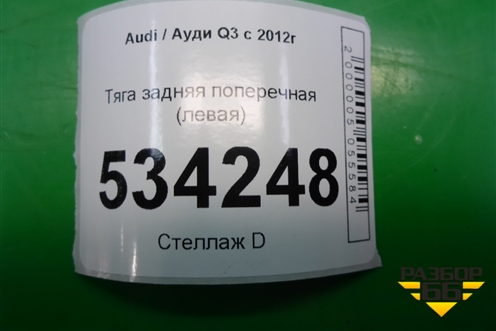 Audi / Ауди Q3 с 2012г
Тяга задняя поперечная
(левая)
534248
Стеллаж D
2000005055584
РАЗБОР
66